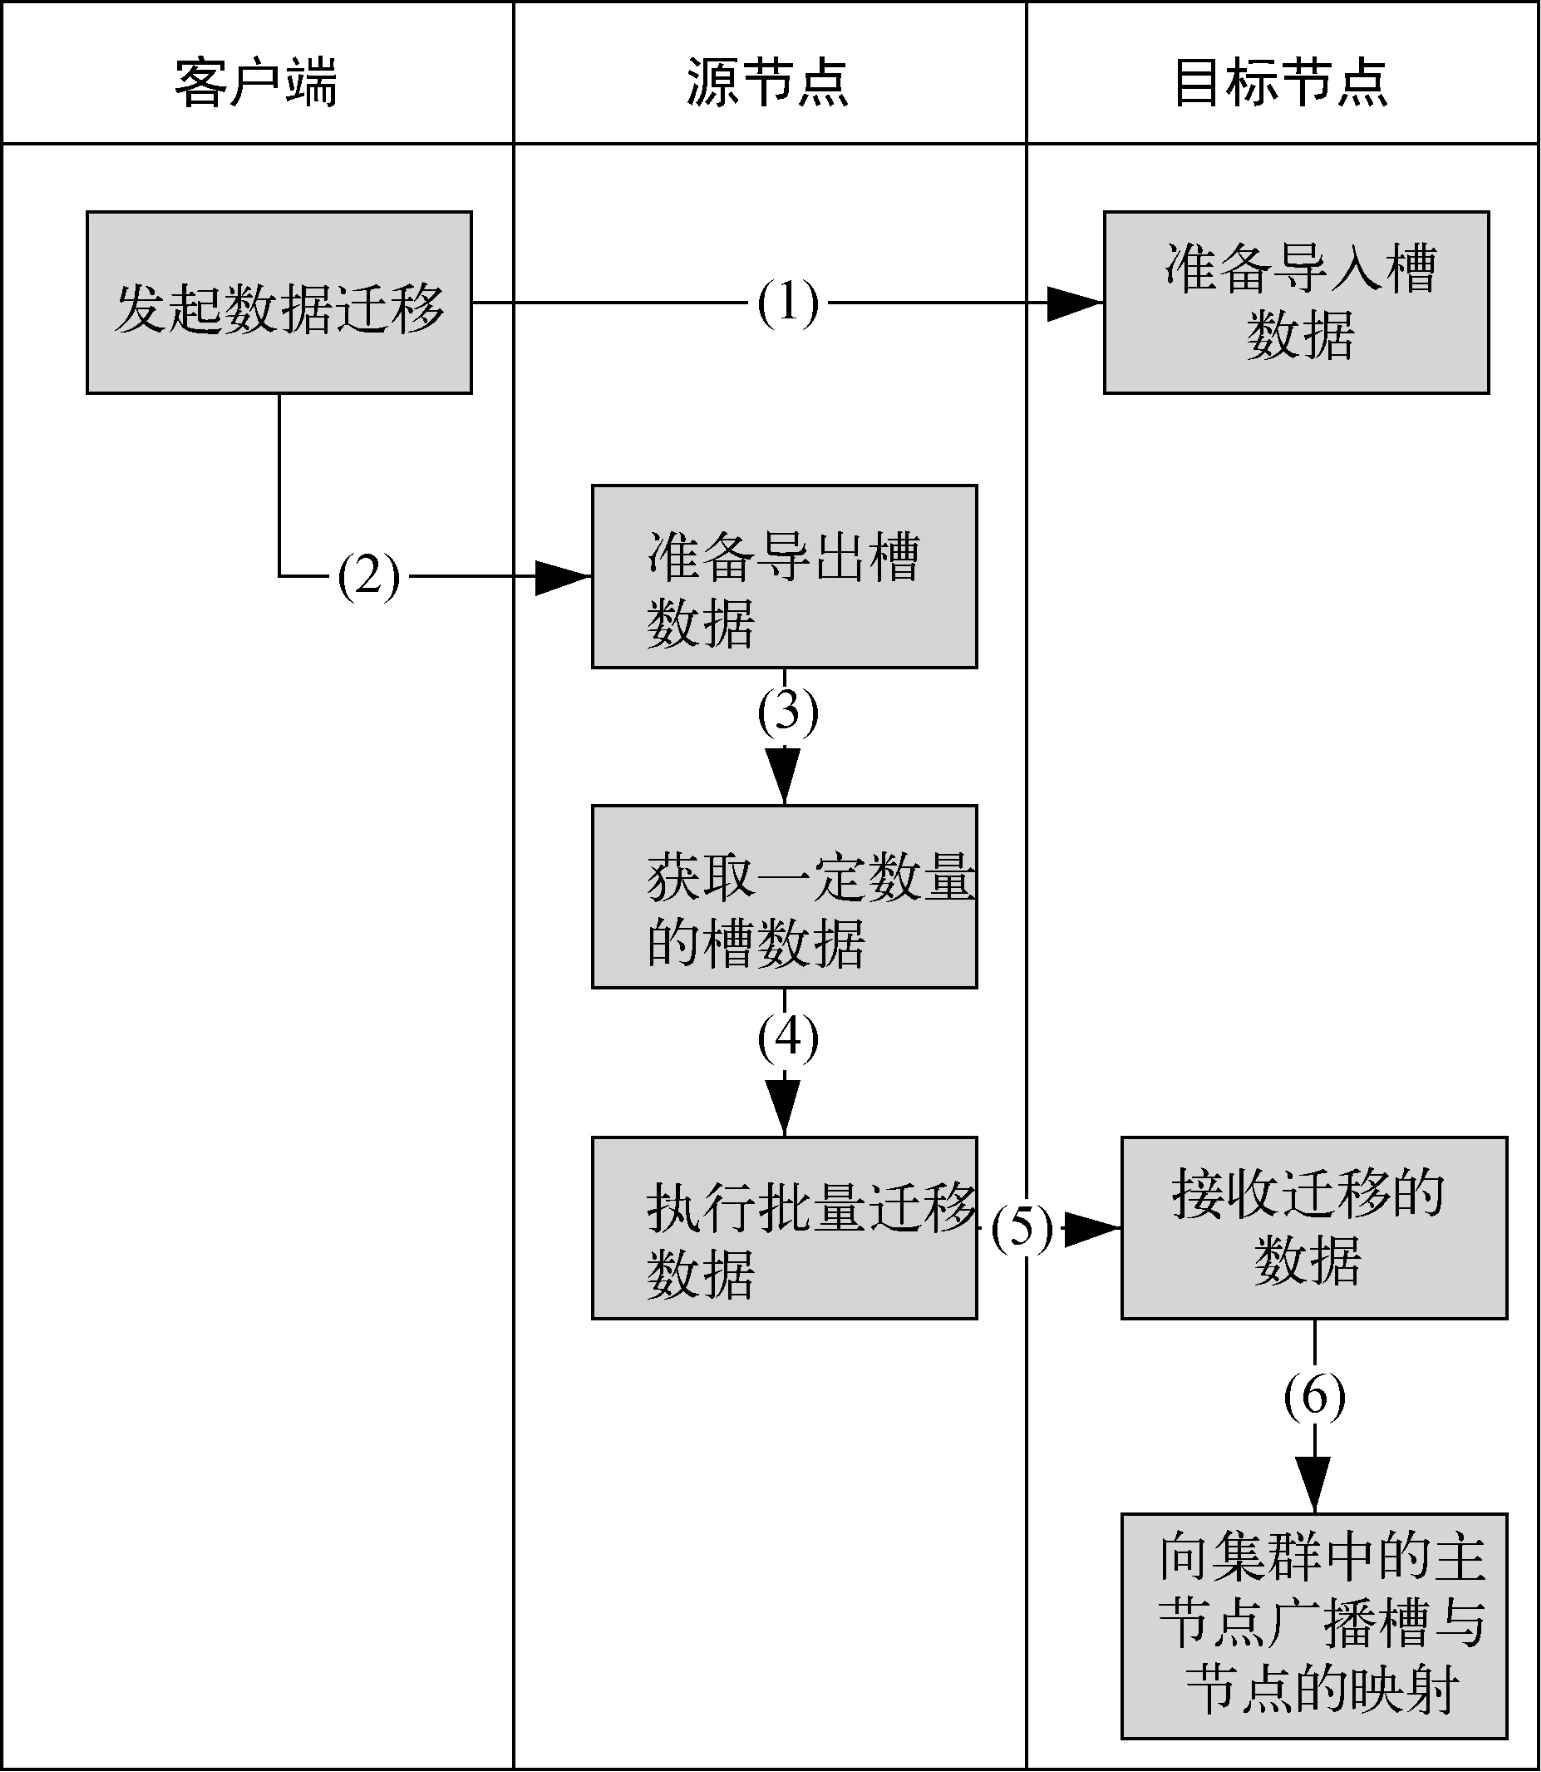 客户端
源节点
目标节点
发起数据迁移
(1)
准备导入槽
数据
(2)
准备导出槽
数据
(3)
获取一定数量
的槽数据
(4)
执行批量迁移
数据
(5)
接收迁移的
数据
(6)
向集群中的主
节点广播槽与
节点的映射